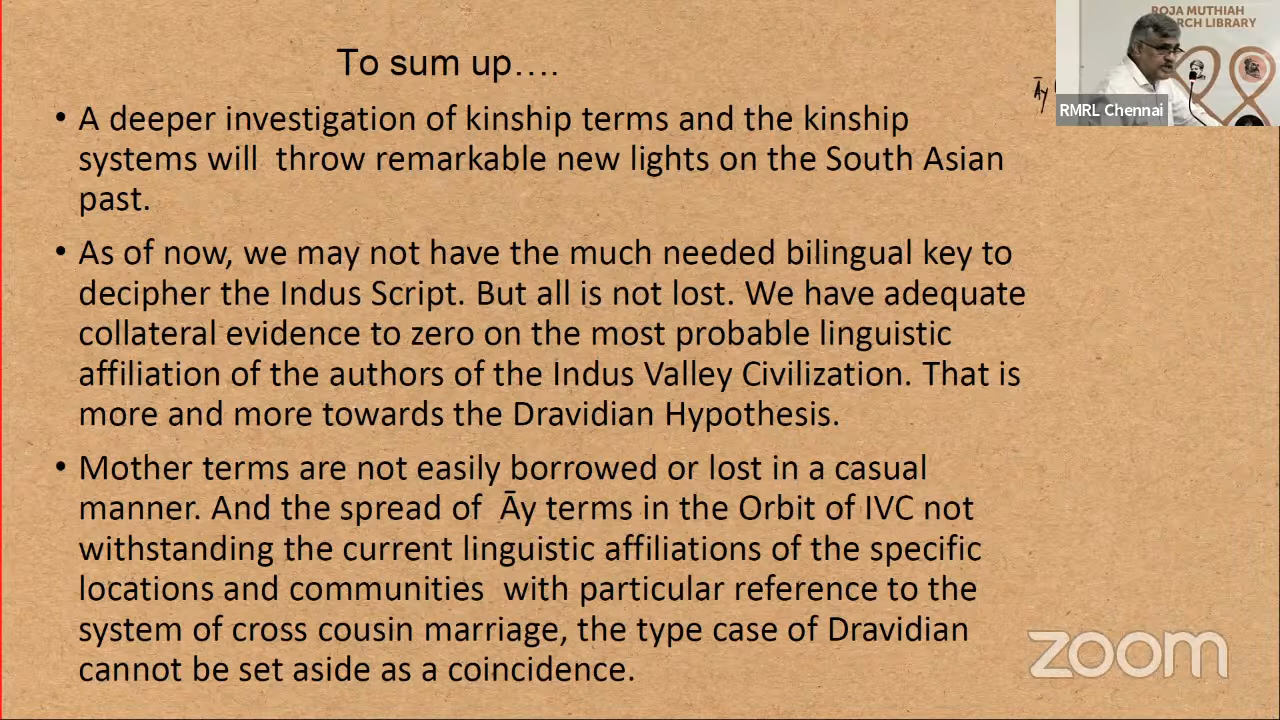 To sum up....
• A deeper investigation of kinship terms and the kinship
systems will  throw remarkable new lights on the South Asian
past.
• As of now, we may not have the much needed bilingual key to
decipher the Indus Script. But all is not lost. We have adequate
collateral evidence to zero on the most probable linguistic
affiliation of the authors of the Indus Valley Civilization. That is
more and more towards the Dravidian Hypothesis.
• Mother terms are not easily borrowed or lost in a casual
manner. And the spread of  Āy terms in the Orbit of IVC not
withstanding the current linguistic affiliations of the specific
locations and communities  with particular reference to the
system of cross cousin marriage, the type case of Dravidian
cannot be set aside as a coincidence.
Āy
ROJA MUTHIAH
RCH LIBRARY
RMRL Chennai
zoom